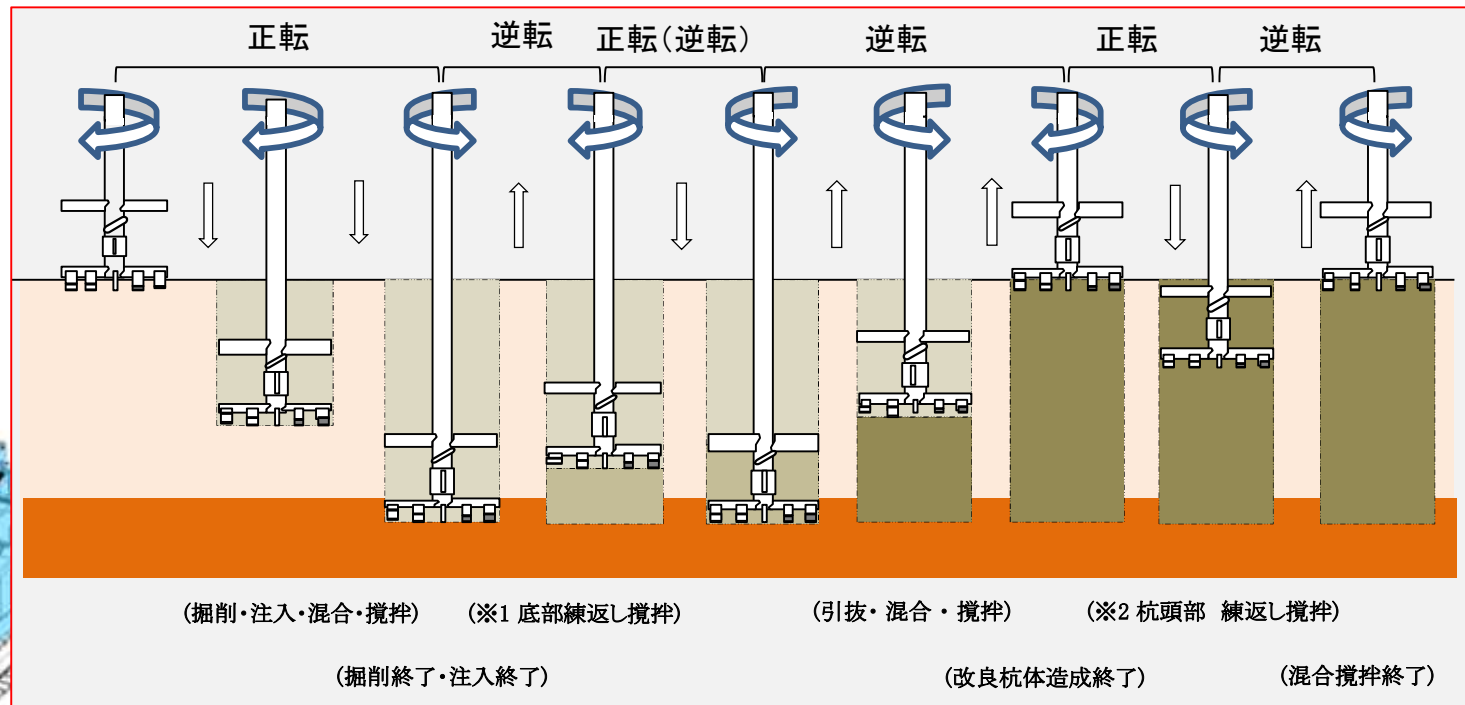 正転 逆転 正転(逆転) 逆転 正転 逆転
(掘削・注入・混合・撹拌) (※1 底部練返し撹拌) (引抜・混合・撹拌) (※2 杭頭部 練返し撹拌)
(掘削終了・注入終了) (改良杭体造成終了) (混合撹拌終了)